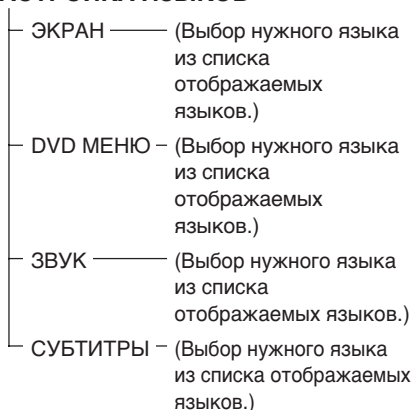 ЭКРАН (Выбор нужного языка
из списка
отображаемых
языков.)
DVD МЕНЮ (Выбор нужного языка
из списка
отображаемых
языков.)
ЗВУК (Выбор нужного языка
из списка
отображаемых языков.)
СУБТИТРЫ (Выбор нужного языка
из списка отображаемых
языков.)